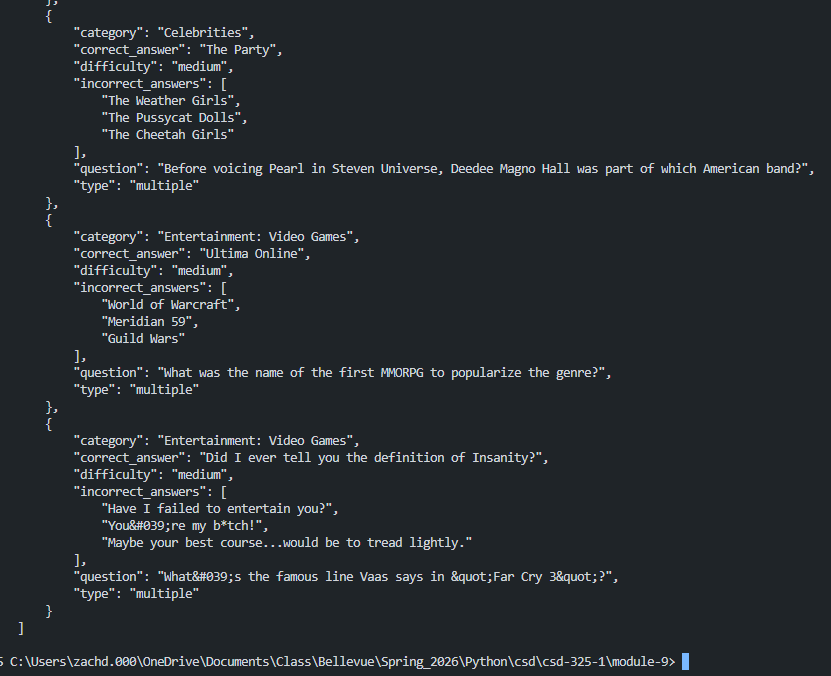 },
{
"category": "Celebrities",
"correct_answer": "The Party",
"difficulty": "medium",
"incorrect_answers": [
"The Weather Girls",
"The Pussycat Dolls",
"The Cheetah Girls"
],
"question": "Before voicing Pearl in Steven Universe, Deedee Magno Hall was part of which American band?",
"type": "multiple"
},
{
"category": "Entertainment: Video Games",
"correct_answer": "Ultima Online",
"difficulty": "medium",
"incorrect_answers": [
"World of Warcraft",
"Meridian 59",
"Guild Wars"
],
"question": "What was the name of the first MMORPG to popularize the genre?",
"type": "multiple"
},
{
"category": "Entertainment: Video Games",
"correct_answer": "Did I ever tell you the definition of Insanity?",
"difficulty": "medium",
"incorrect_answers": [
"Have I failed to entertain you?",
"You&#039;re my b*tch!",
"Maybe your best course...would be to tread lightly."
],
"question": "What&#039;s the famous line Vaas says in &quot;Far Cry 3&quot;?",
"type": "multiple"
}
]
S C:\Users\zachd.000\OneDrive\Documents\Class\Bellevue\Spring_2026\Python\csd\csd-325-1\module-9>